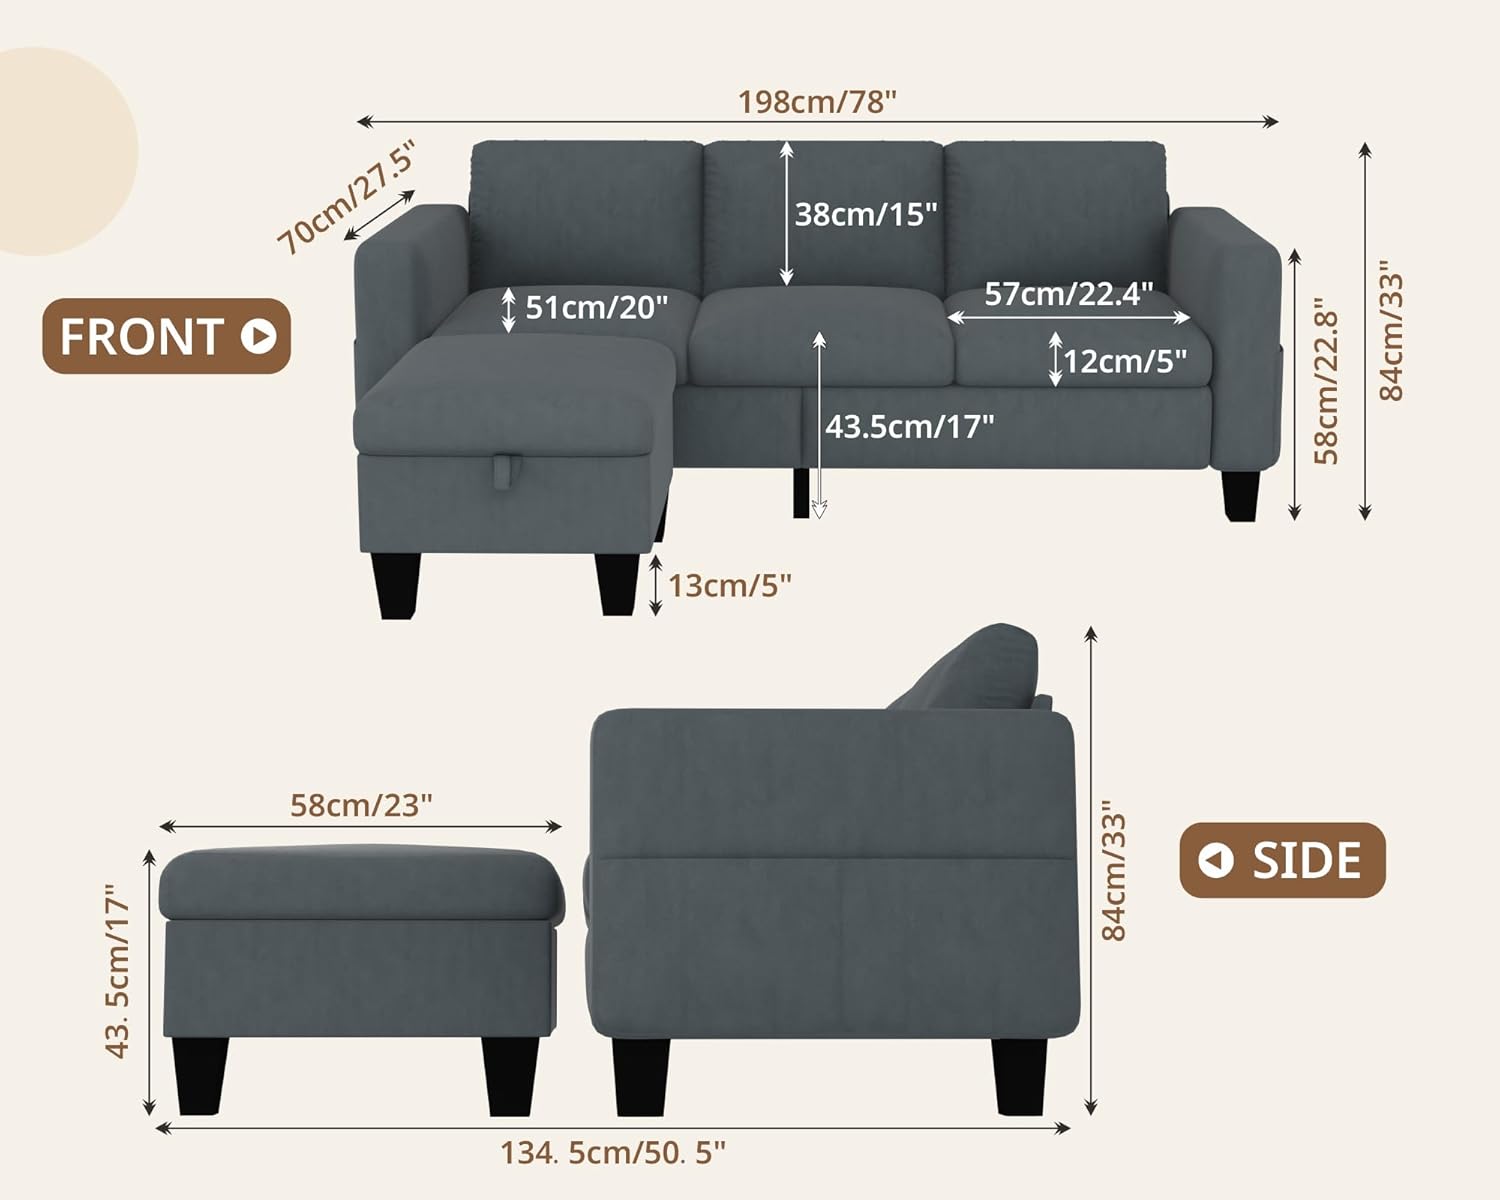 198cm/78"
70cm/27.5"
38cm/15"
51cm/20"
57cm/22.4"
12cm/5"
43.5cm/17"
58cm/22.8"
84cm/33"
FRONT
13cm/5"
58cm/23"
43. 5cm/17"
84cm/33"
SIDE
134. 5cm/50. 5"